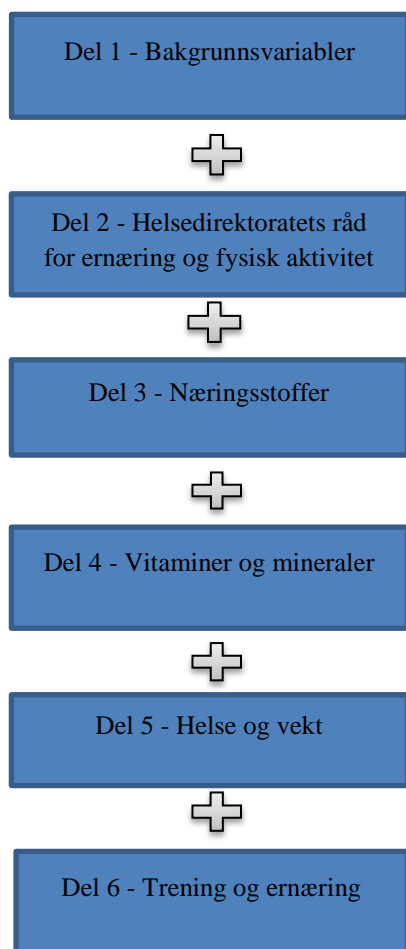 Del 1 - Bakgrunnsvariabler
Del 2 - Helsedirektoratets råd
for ernæring og fysisk aktivitet
Del 3 - Næringsstoffer
Del 4 - Vitaminer og mineraler
Del 5 - Helse og vekt
Del 6 - Trening og ernæring